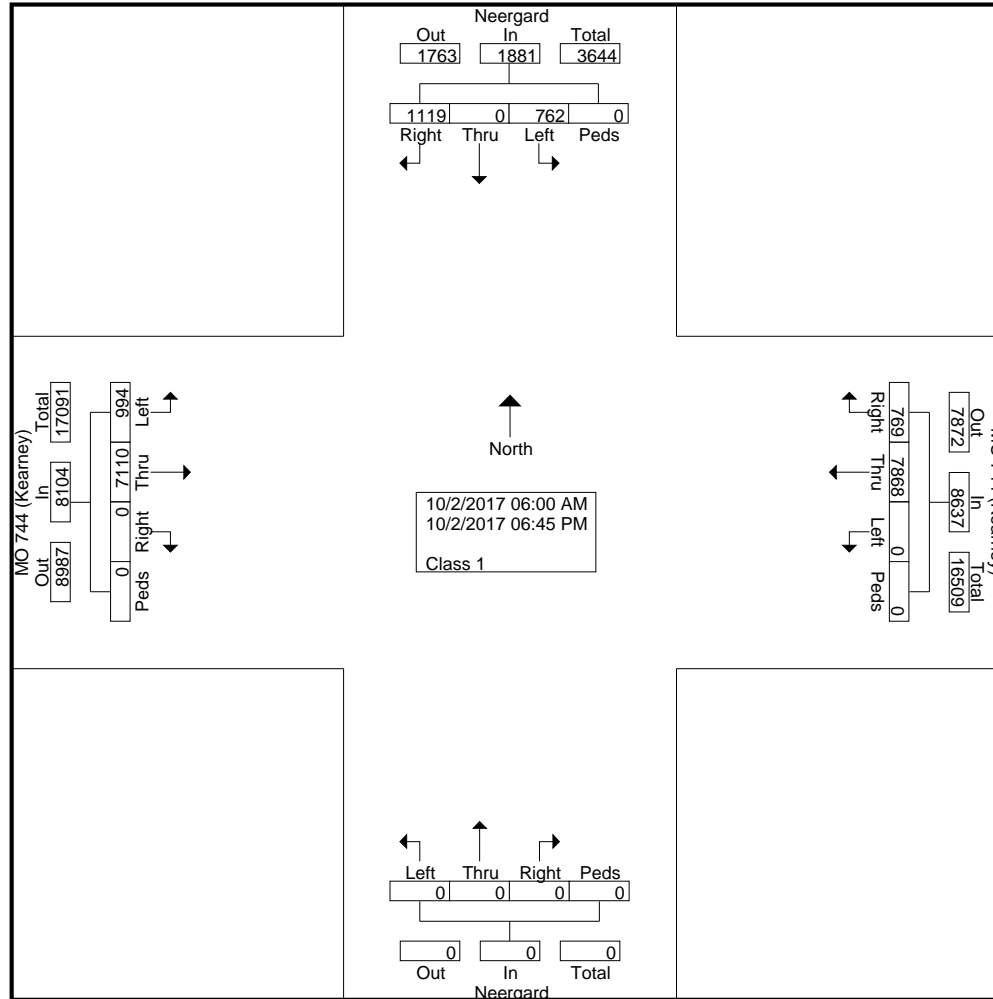 Neergard
Out In Total
1763 1881 3644
1119 0 762 0
Right Thru Left Peds
MO 744 (Kearney)
Total In Out
17091 8104 8987
994 7110 0 0
Left Thru Right Peds
North
10/2/2017 06:00 AM
10/2/2017 06:45 PM
Class 1
Right Thru Left Peds
769 7868 0 0
Out In Total
7872 8637 16509
Left Thru Right Peds
0 0 0 0
0 0 0
Out In Total
Neergard